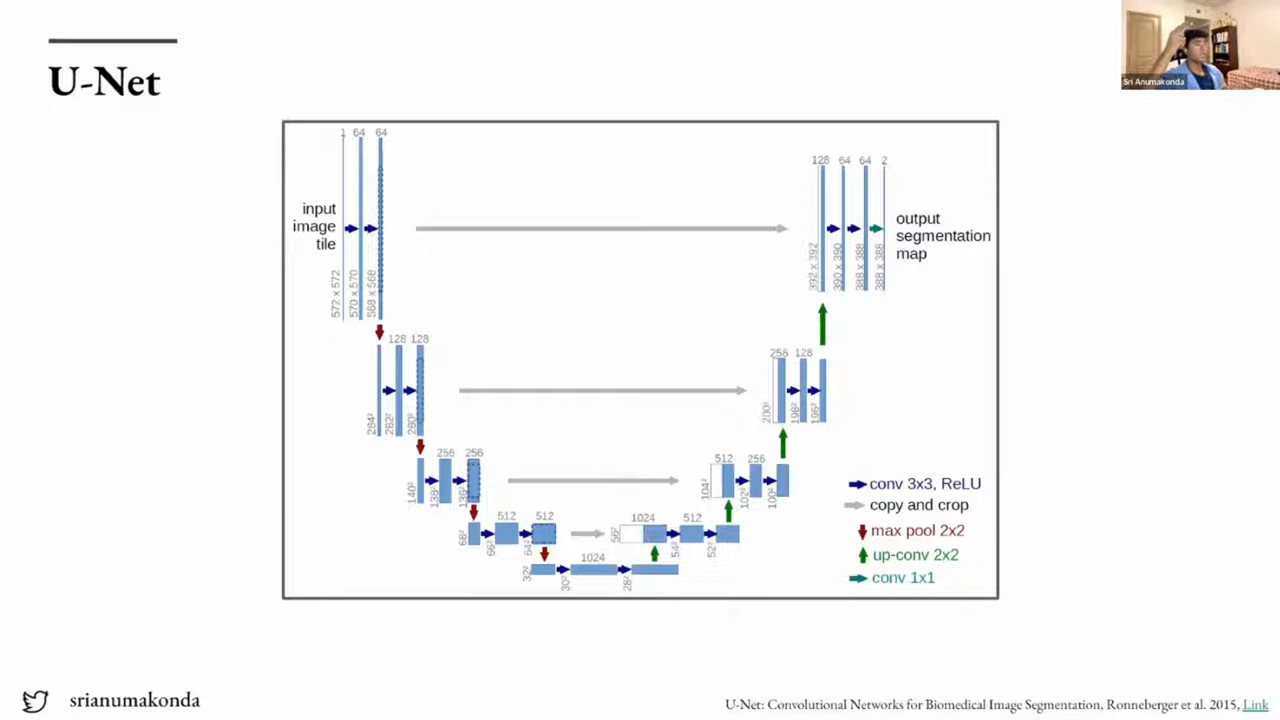 U-Net
Sri Anumakonda
1 64 64
128 64 64 2
input
image
tile
output
segmentation
map
572 x 572
570 x 570
568 x 568
392 x 392
390 x 390
388 x 388
388 x 388
128 128
256 128
284²
282²
280²
200²
198²
196²
256 256
512 256
140²
138²
136²
104²
102²
100²
512 512
1024 512
68²
66²
64²
56²
54²
52²
1024
32²
30²
28²
conv 3x3, ReLU
copy and crop
max pool 2x2
up-conv 2x2
conv 1x1
srianumakonda
U-Net: Convolutional Networks for Biomedical Image Segmentation, Ronneberger et al. 2015, Link